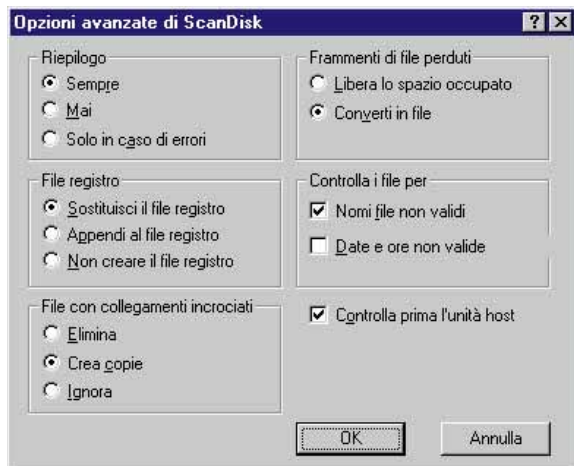 Opzioni avanzate di ScanDisk
Riepilogo
Sempre
Mai
Solo in caso di errori
File registro
Sostituisci il file registro
Appendi al file registro
Non creare il file registro
File con collegamenti incrociati
Elimina
Crea copie
Ignora
Frammenti di file perduti
Libera lo spazio occupato
Converti in file
Controlla i file per
Nomi file non validi
Date e ore non valide
Controlla prima l'unità host
OK
Annulla